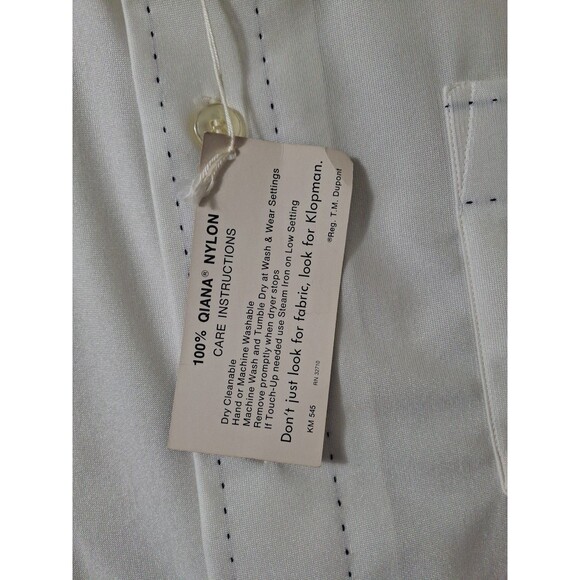 100% QIANA® NYLON
CARE INSTRUCTIONS
Dry Cleanable
Hand or Machine Washable
Machine Wash and Tumble Dry at Wash & Wear Settings
Remove promptly when dryer stops
If Touch-Up needed use Steam Iron on Low Setting
Don't just look for fabric, look for Klopman.
KM 545
RN 32713
®Reg. T.M. Dupont